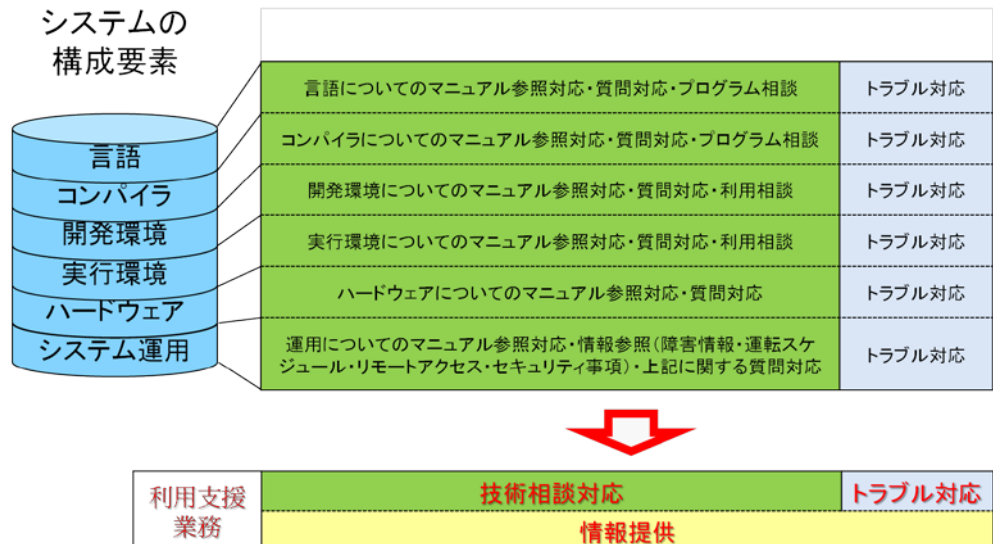 システムの
構成要素
言語
コンパイラ
開発環境
実行環境
ハードウェア
システム運用
言語についてのマニュアル参照対応・質問対応・プログラム相談
トラブル対応
コンパイラについてのマニュアル参照対応・質問対応・プログラム相談
トラブル対応
開発環境についてのマニュアル参照対応・質問対応・利用相談
トラブル対応
実行環境についてのマニュアル参照対応・質問対応・利用相談
トラブル対応
ハードウェアについてのマニュアル参照対応・質問対応
トラブル対応
運用についてのマニュアル参照対応・情報参照(障害情報・運転スケ
ジュール・リモートアクセス・セキュリティ事項)・上記に関する質問対応
トラブル対応
利用支援
業務
技術相談対応
トラブル対応
情報提供